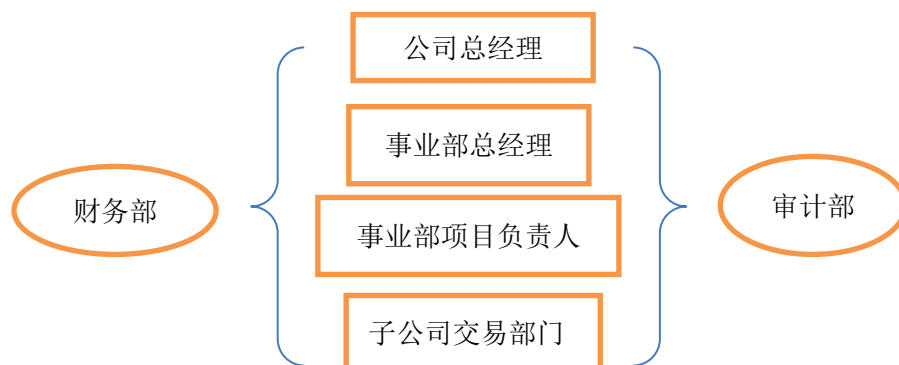 公司总经理
事业部总经理
财务部
审计部
事业部项目负责人
子公司交易部门